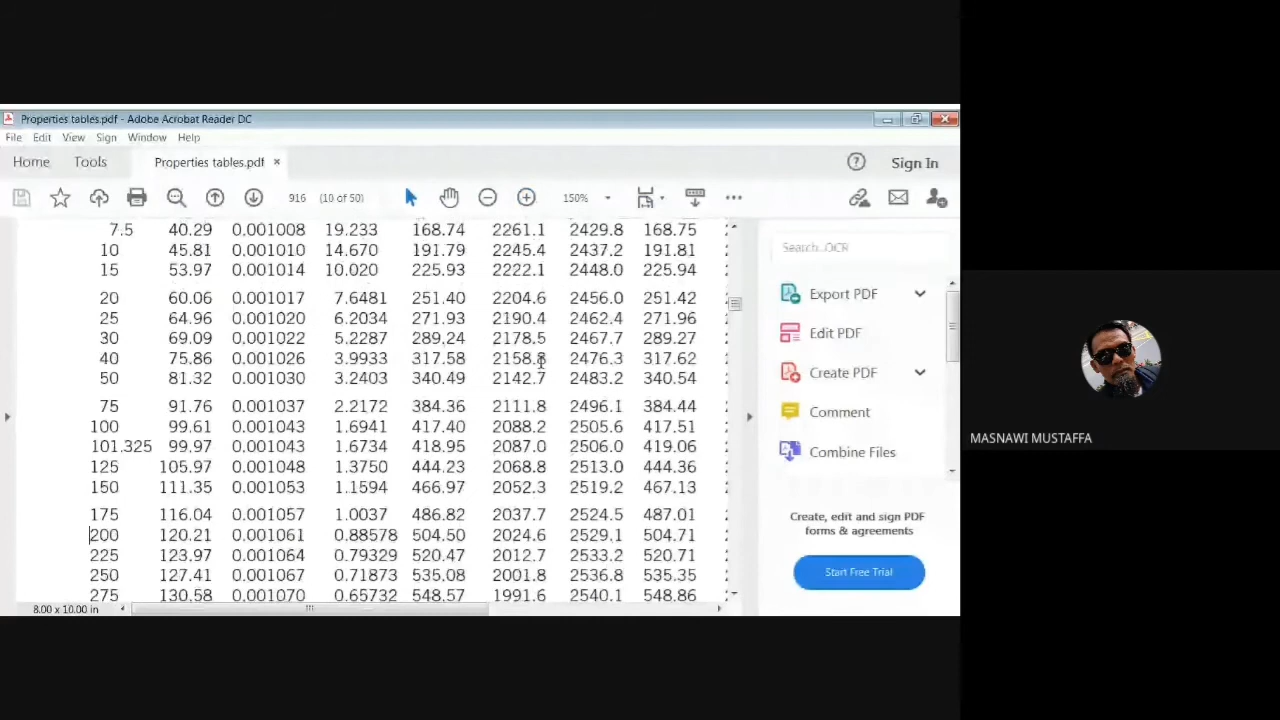 Properties tables.pdf - Adobe Acrobat Reader DC
File Edit View Sign Window Help
Home Tools Properties tables.pdf × Sign In
916 (10 of 50) 150%
7.5 40.29 0.001008 19.233 168.74 2261.1 2429.8 168.75
10 45.81 0.001010 14.670 191.79 2245.4 2437.2 191.81
15 53.97 0.001014 10.020 225.93 2222.1 2448.0 225.94
20 60.06 0.001017 7.6481 251.40 2204.6 2456.0 251.42
25 64.96 0.001020 6.2034 271.93 2190.4 2462.4 271.96
30 69.09 0.001022 5.2287 289.24 2178.5 2467.7 289.27
40 75.86 0.001026 3.9933 317.58 2158.8 2476.3 317.62
50 81.32 0.001030 3.2403 340.49 2142.7 2483.2 340.54
75 91.76 0.001037 2.2172 384.36 2111.8 2496.1 384.44
100 99.61 0.001043 1.6941 417.40 2088.2 2505.6 417.51
101.325 99.97 0.001043 1.6734 418.95 2087.0 2506.0 419.06
125 105.97 0.001048 1.3750 444.23 2068.8 2513.0 444.36
150 111.35 0.001053 1.1594 466.97 2052.3 2519.2 467.13
175 116.04 0.001057 1.0037 486.82 2037.7 2524.5 487.01
200 120.21 0.001061 0.88578 504.50 2024.6 2529.1 504.71
225 123.97 0.001064 0.79329 520.47 2012.7 2533.2 520.71
250 127.41 0.001067 0.71873 535.08 2001.8 2536.8 535.35
275 130.58 0.001070 0.65732 548.57 1991.6 2540.1 548.86
8.00 x 10.00 in
Search..OCR
Export PDF
Edit PDF
Create PDF
Comment
Combine Files
Create, edit and sign PDF
forms & agreements
Start Free Trial
MASNAWI MUSTAFFA